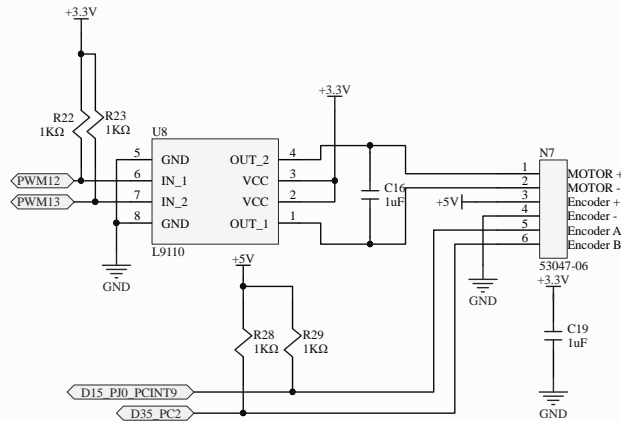 +3.3V
R22
1KΩ
R23
1KΩ
PWM12
PWM13
U8
5 GND OUT_2 4
6 IN_1 VCC 3
7 IN_2 VCC 2
8 GND OUT_1 1
L9110
GND
+3.3V
C16
1uF
N7
1 MOTOR +
2 MOTOR -
+5V 3 Encoder +
4 Encoder -
5 Encoder A
6 Encoder B
53047-06
GND
+3.3V
C19
1uF
GND
+5V
R28
1KΩ
R29
1KΩ
D15_PJ0_PCINT9
D35_PC2